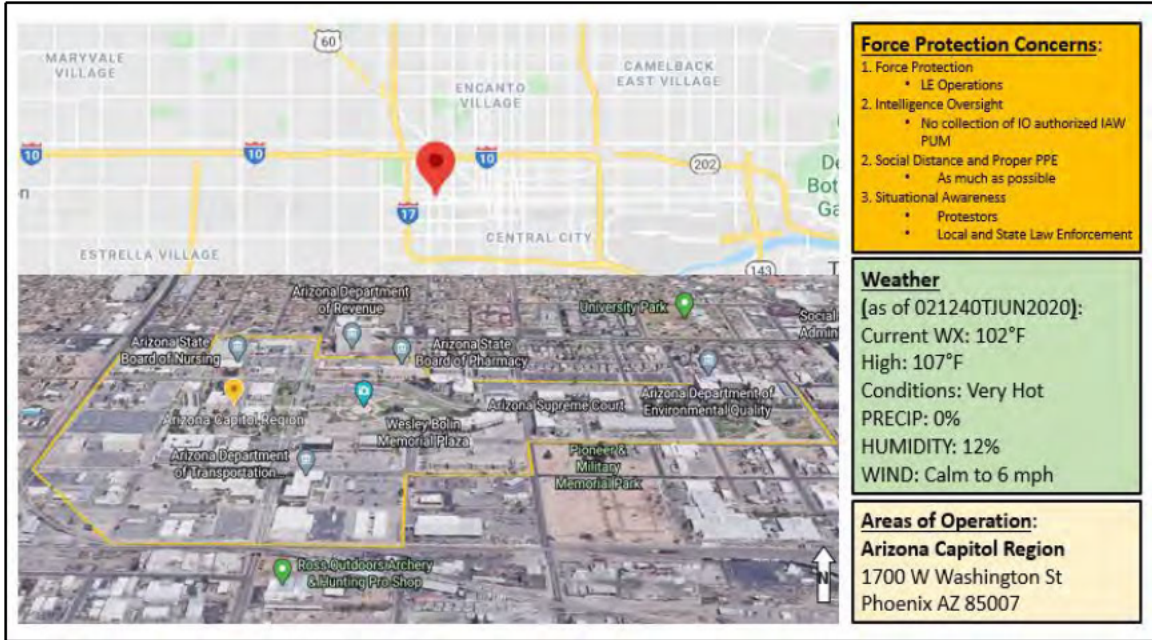 60
MARYVALE
VILLAGE
CAMELBACK
EAST VILLAGE
ENCANTO
VILLAGE
10
10
10
202
De
Bot
Ga
n
17
CENTRAL CITY
ESTRELLA VILLAGE
143
T
Arizona Department
of Revenue
University Park
Social
Admin
Arizona State
Board of Nursing
Arizona State
Board of Pharmacy
Arizona Capitol Region
Arizona Supreme Court
Arizona Department of
Environmental Quality
Wesley Bolin
Memorial Plaza
Arizona Department
of Transportation...
Pioneer &
Military
Memorial Park
Ross Outdoors Archery
& Hunting Pro Shop
N
Force Protection Concerns:
1. Force Protection
▪ LE Operations
2. Intelligence Oversight
▪ No collection of IO authorized IAW
PUM
2. Social Distance and Proper PPE
▪ As much as possible
3. Situational Awareness
▪ Protestors
▪ Local and State Law Enforcement
Weather
(as of 021240TJUN2020):
Current WX: 102°F
High: 107°F
Conditions: Very Hot
PRECIP: 0%
HUMIDITY: 12%
WIND: Calm to 6 mph
Areas of Operation:
Arizona Capitol Region
1700 W Washington St
Phoenix AZ 85007